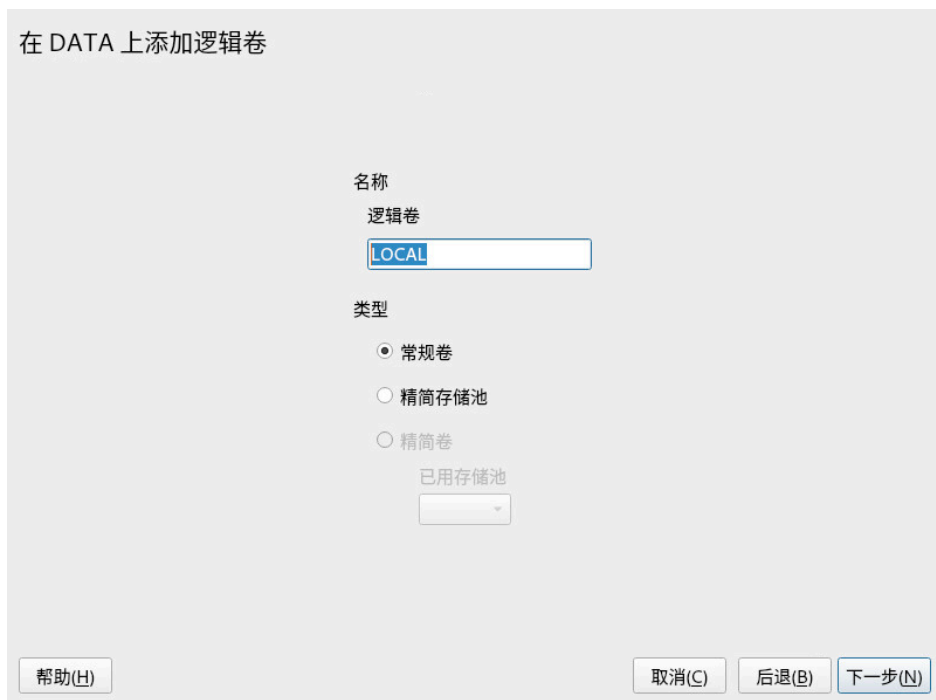 在 DATA 上添加逻辑卷
名称
逻辑卷
LOCAL
类型
常规卷
精简存储池
精简卷
已用存储池
帮助(H)
取消(C)
后退(B)
下一步(N)